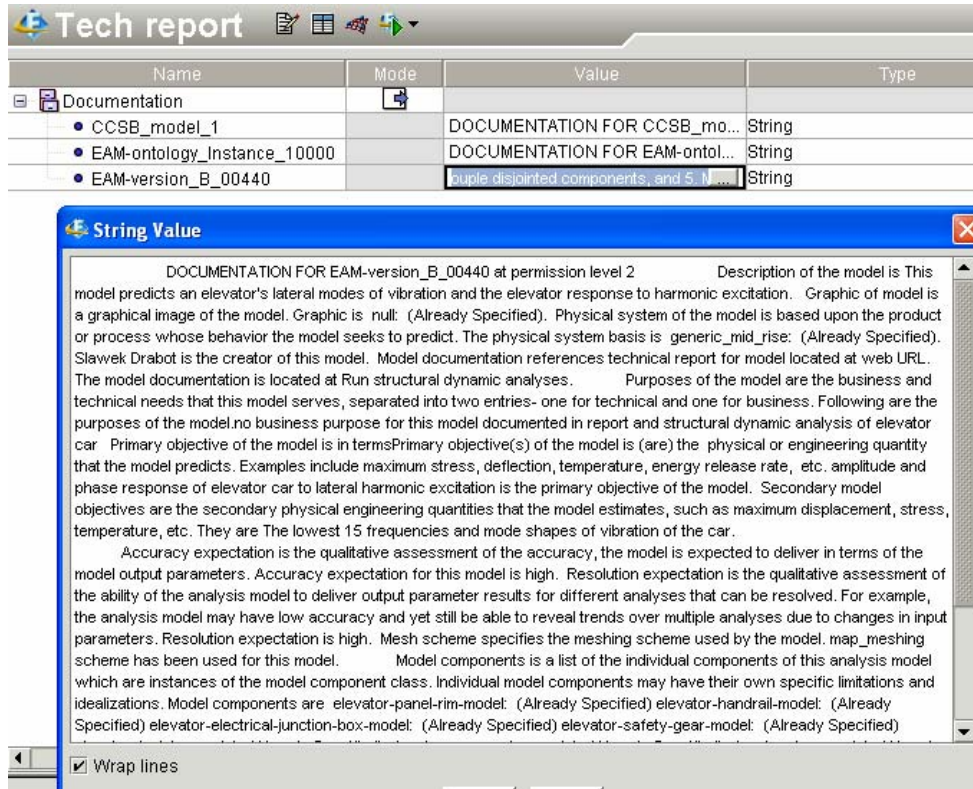 Tech report
Name Mode Value Type
Documentation
CCSB_model_1 DOCUMENTATION FOR CCSB_mo... String
EAM-ontology_Instance_10000 DOCUMENTATION FOR EAM-ontol... String
EAM-version_B_00440 ouple disjointed components, and 5. ... String
String Value
DOCUMENTATION FOR EAM-version_B_00440 at permission level 2 Description of the model is This
model predicts an elevator's lateral modes of vibration and the elevator response to harmonic excitation. Graphic of model is
a graphical image of the model. Graphic is null: (Already Specified). Physical system of the model is based upon the product
or process whose behavior the model seeks to predict. The physical system basis is generic_mid_rise: (Already Specified).
Slawek Drabot is the creator of this model. Model documentation references technical report for model located at web URL.
The model documentation is located at Run structural dynamic analyses. Purposes of the model are the business and
technical needs that this model serves, separated into two entries- one for technical and one for business. Following are the
purposes of the model.no business purpose for this model documented in report and structural dynamic analysis of elevator
car Primary objective of the model is in termsPrimary objective(s) of the model is (are) the physical or engineering quantity
that the model predicts. Examples include maximum stress, deflection, temperature, energy release rate, etc. amplitude and
phase response of elevator car to lateral harmonic excitation is the primary objective of the model. Secondary model
objectives are the secondary physical engineering quantities that the model estimates, such as maximum displacement, stress,
temperature, etc. They are The lowest 15 frequencies and mode shapes of vibration of the car.
Accuracy expectation is the qualitative assessment of the accuracy, the model is expected to deliver in terms of the
model output parameters. Accuracy expectation for this model is high. Resolution expectation is the qualitative assessment of
the ability of the analysis model to deliver output parameter results for different analyses that can be resolved. For example,
the analysis model may have low accuracy and yet still be able to reveal trends over multiple analyses due to changes in input
parameters. Resolution expectation is high. Mesh scheme specifies the meshing scheme used by the model. map_meshing
scheme has been used for this model. Model components is a list of the individual components of this analysis model
which are instances of the model component class. Individual model components may have their own specific limitations and
idealizations. Model components are elevator-panel-rim-model: (Already Specified) elevator-handrail-model: (Already
Specified) elevator-electrical-junction-box-model: (Already Specified) elevator-safety-gear-model: (Already Specified)
Wrap lines